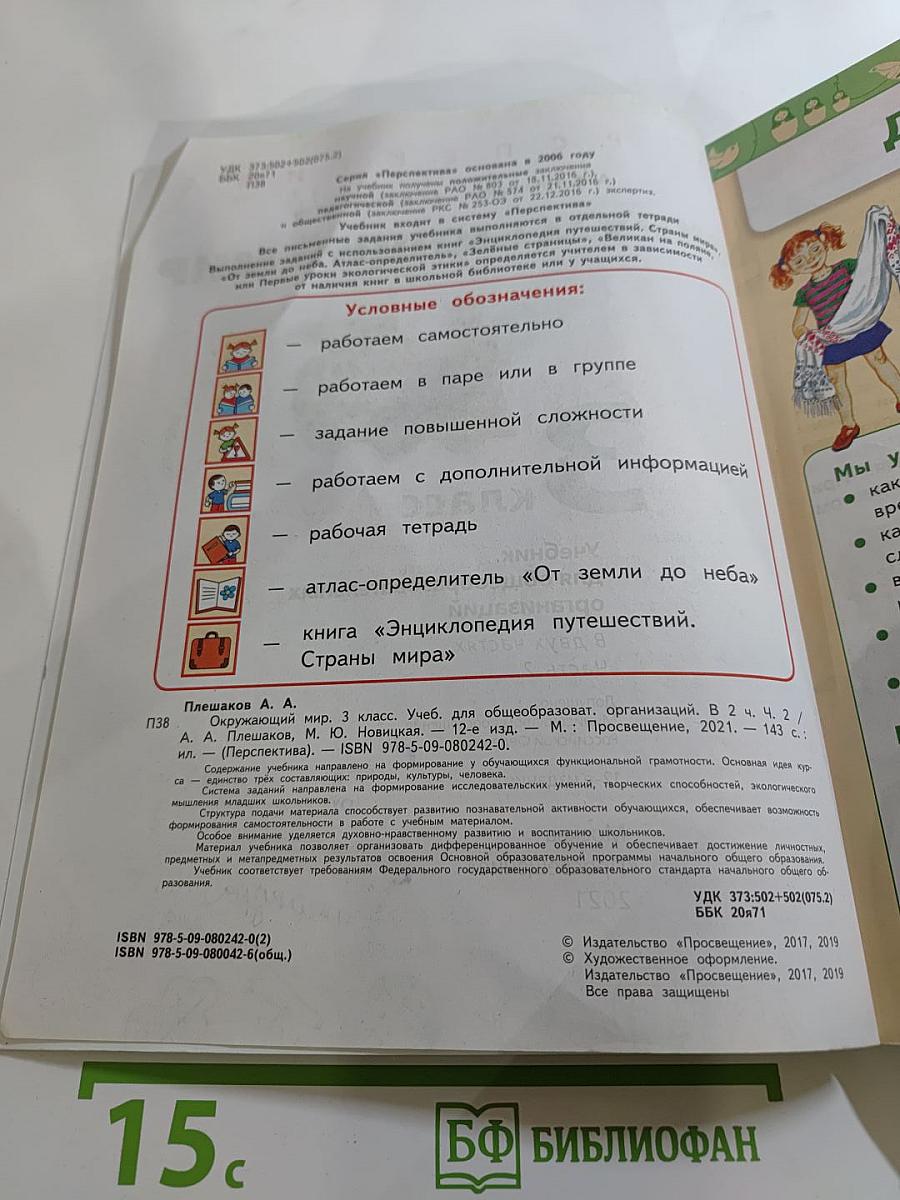 УДК 373:502+502(075.2)
ББК 20я71
П38
Серия «Перспектива» основана в 2006 году
На учебник получены положительные заключения
научной (заключение РАО № 803 от 18.11.2016 г.),
педагогической (заключение РАО № 574 от 21.11.2016 г.)
и общественной (заключение РКС № 253-ОЭ от 22.12.2016 г.) экспертиз.
Учебник входит в систему «Перспектива»
Все письменные задания учебника выполняются в отдельной тетради
Выполнение заданий с использованием книг «Энциклопедия путешествий. Страны мира»,
«От земли до неба. Атлас-определитель», «Зелёные страницы», «Великан на поляне,
или Первые уроки экологической этики» определяется учителем в зависимости
от наличия книг в школьной библиотеке или у учащихся.
Условные обозначения:
— работаем самостоятельно
— работаем в паре или в группе
— задание повышенной сложности
— работаем с дополнительной информацией
— рабочая тетрадь
— атлас-определитель «От земли до неба»
— книга «Энциклопедия путешествий.
Страны мира»
Плешаков А. А.
П38 Окружающий мир. 3 класс. Учеб. для общеобразоват. организаций. В 2 ч. Ч. 2 /
А. А. Плешаков, М. Ю. Новицкая. — 12-е изд. — М. : Просвещение, 2021. — 143 с. :
ил. — (Перспектива). — ISBN 978-5-09-080242-0.
Содержание учебника направлено на формирование у обучающихся функциональной грамотности. Основная идея кур-
са — единство трёх составляющих: природы, культуры, человека.
Система заданий направлена на формирование исследовательских умений, творческих способностей, экологического
мышления младших школьников.
Структура подачи материала способствует развитию познавательной активности обучающихся, обеспечивает возможность
формирования самостоятельности в работе с учебным материалом.
Особое внимание уделяется духовно-нравственному развитию и воспитанию школьников.
Материал учебника позволяет организовать дифференцированное обучение и обеспечивает достижение личностных,
предметных и метапредметных результатов освоения Основной образовательной программы начального общего образования.
Учебник соответствует требованиям Федерального государственного образовательного стандарта начального общего об-
разования.
УДК 373:502+502(075.2)
ББК 20я71
ISBN 978-5-09-080242-0(2)
ISBN 978-5-09-080042-6(общ.)
© Издательство «Просвещение», 2017, 2019
© Художественное оформление.
Издательство «Просвещение», 2017, 2019
Все права защищены
Мы
как
15 с
БФ БИБЛИОФАН